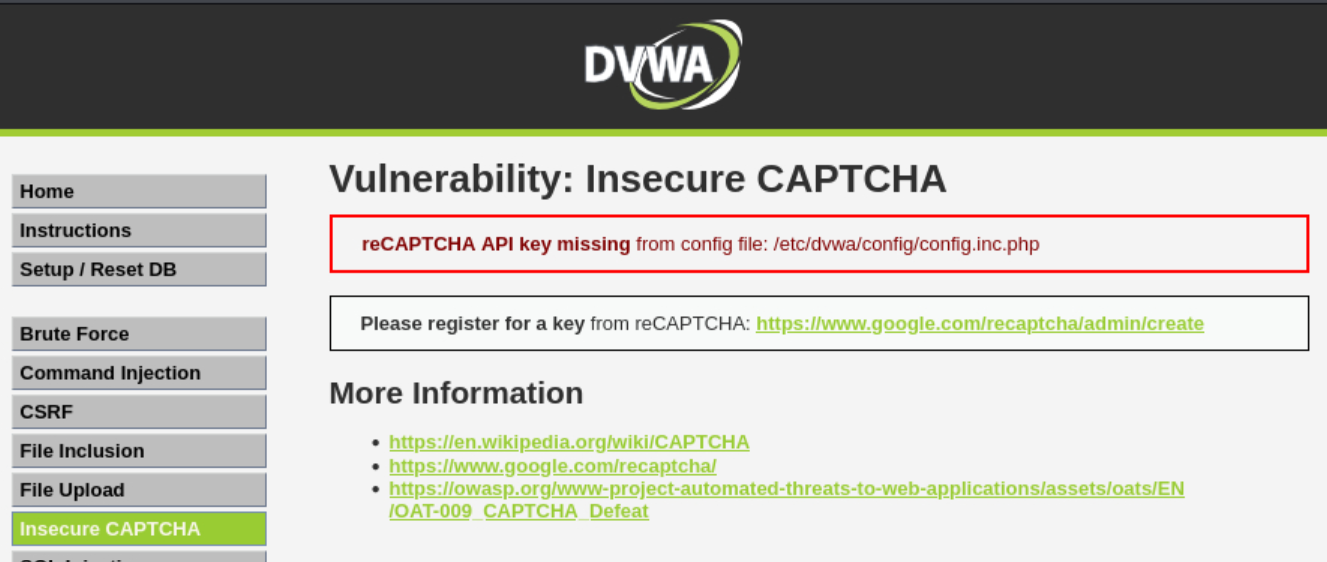 DVWA
Home
Instructions
Setup / Reset DB
Brute Force
Command Injection
CSRF
File Inclusion
File Upload
Insecure CAPTCHA
Vulnerability: Insecure CAPTCHA
reCAPTCHA API key missing from config file: /etc/dvwa/config/config.inc.php
Please register for a key from reCAPTCHA: https://www.google.com/recaptcha/admin/create
More Information
• https://en.wikipedia.org/wiki/CAPTCHA
• https://www.google.com/recaptcha/
• https://owasp.org/www-project-automated-threats-to-web-applications/assets/oats/EN
/OAT-009_CAPTCHA_Defeat